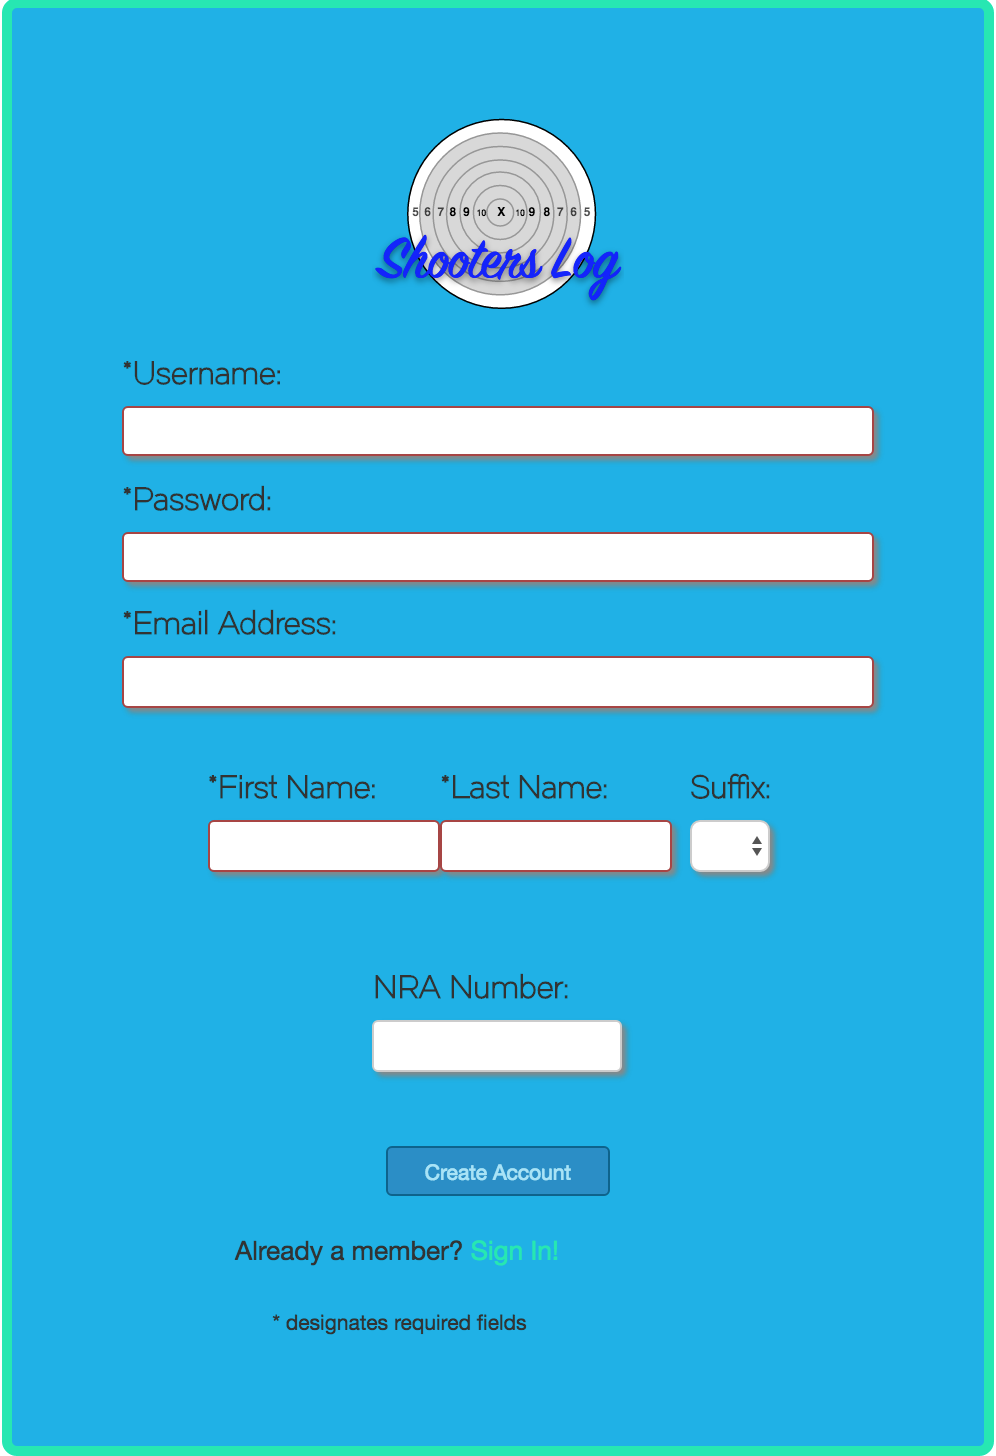 5 6 7 8 9 10 X 10 9 8 7 6 5
Shooters Log
*Username:
*Password:
*Email Address:
*First Name: *Last Name: Suffix:
NRA Number:
Create Account
Already a member? Sign In!
* designates required fields